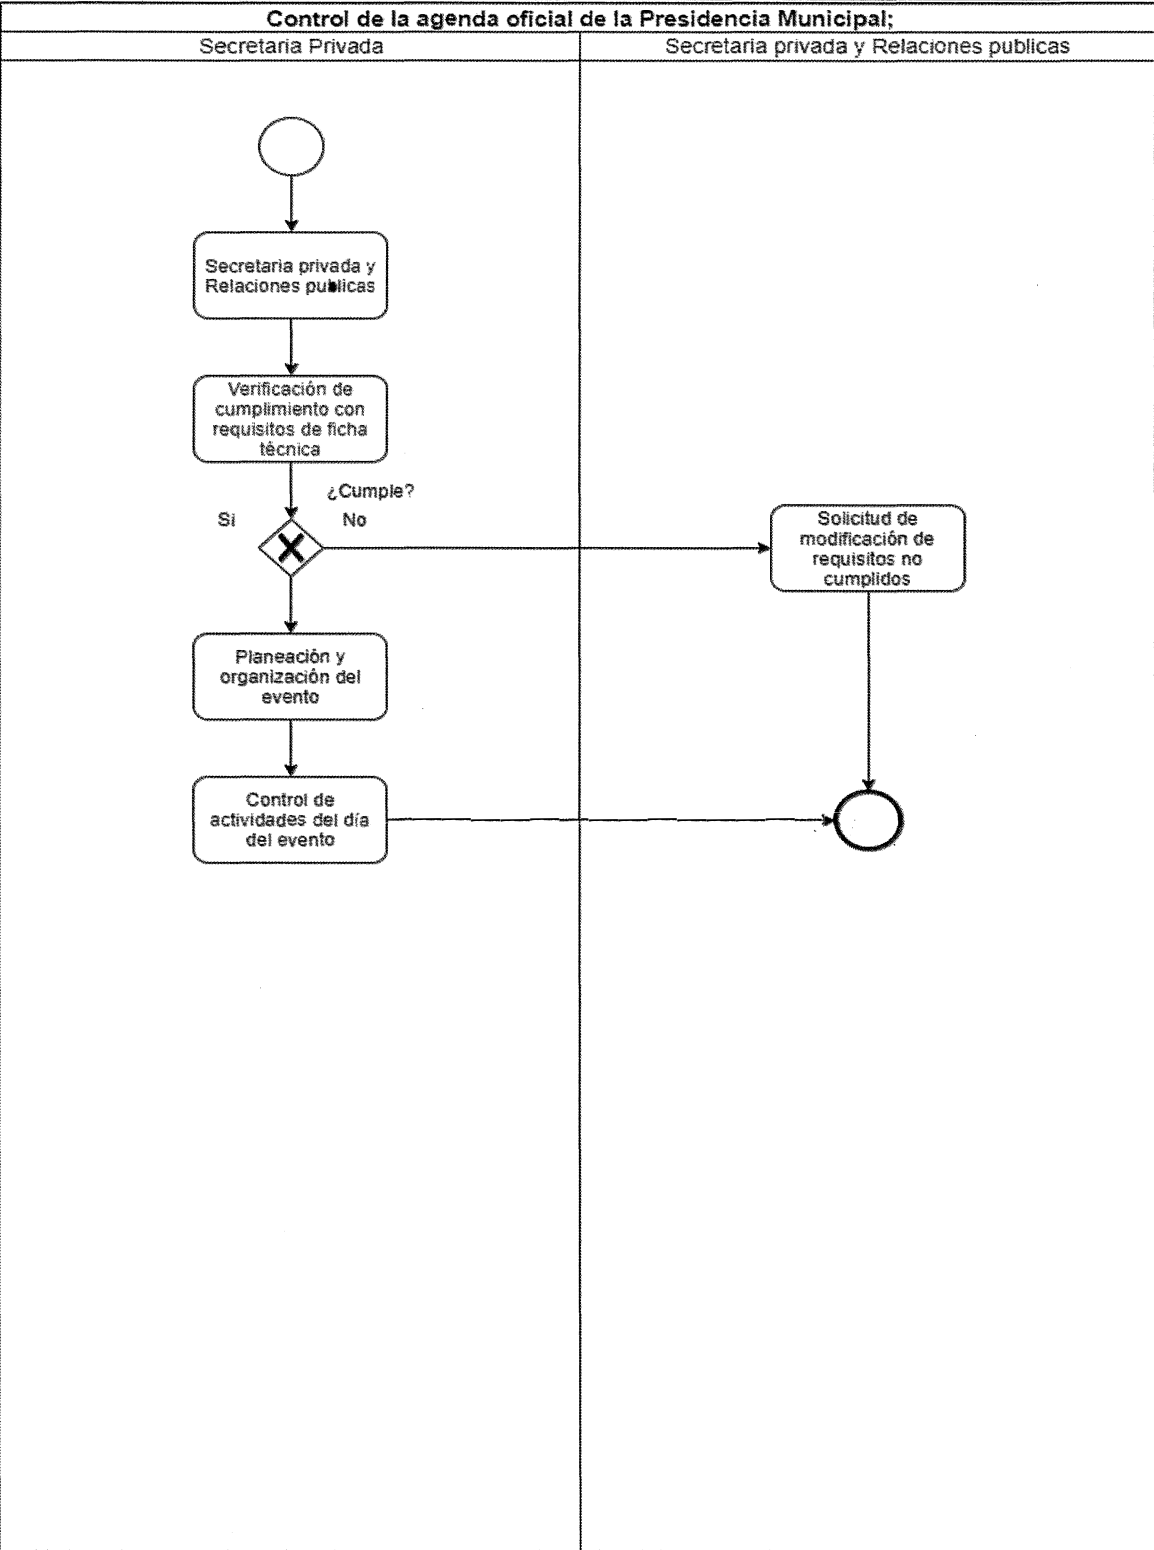 Control de la agenda oficial de la Presidencia Municipal;
Secretaria Privada
Secretaria privada y Relaciones publicas
Secretaria privada y
Relaciones publicas
Verificación de
cumplimiento con
requisitos de ficha
técnica
¿Cumple?
Si
No
Solicitud de
modificación de
requisitos no
cumplidos
Planeación y
organización del
evento
Control de
actividades del día
del evento